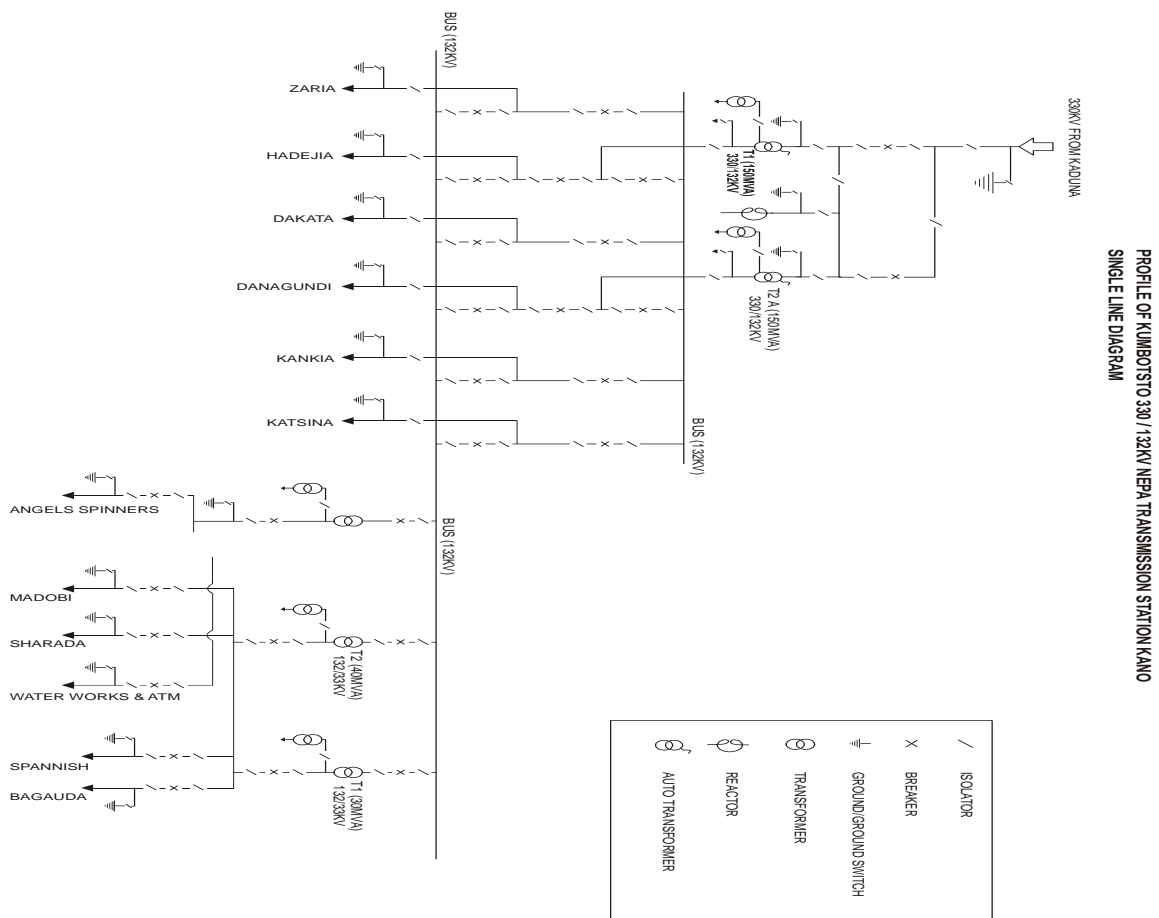 PROFILE OF KUMBOTSTO 330 / 132KV NEPA TRANSMISSION STATION KANO
SINGLE LINE DIAGRAM
330KV FROM KADUNA
T1 (150MVA)
330/132KV
T2 A (150MVA)
330/132KV
BUS (132KV)
BUS (132KV)
BUS (132KV)
ZARIA
HADEJIA
DAKATA
DANAGUNDI
KANKIA
KATSINA
ANGELS SPINNERS
MADOBI
SHARADA
WATER WORKS & ATM
SPANNISH
BAGAUDA
T2 (40MVA)
132/33KV
T1 (30MVA)
132/33KV
ISOLATOR
BREAKER
GROUND/GROUND SWITCH
TRANSFORMER
REACTOR
AUTO TRANSFORMER